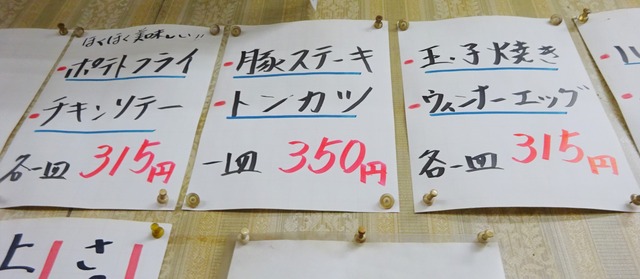 ほくほく美味しい!!
・ポテトフライ
・チキンソテー
各一皿 315円
・豚ステーキ
・トンカツ
一皿 350円
・玉子焼き
・ウィンナーエッグ
各一皿 315円
上
さ